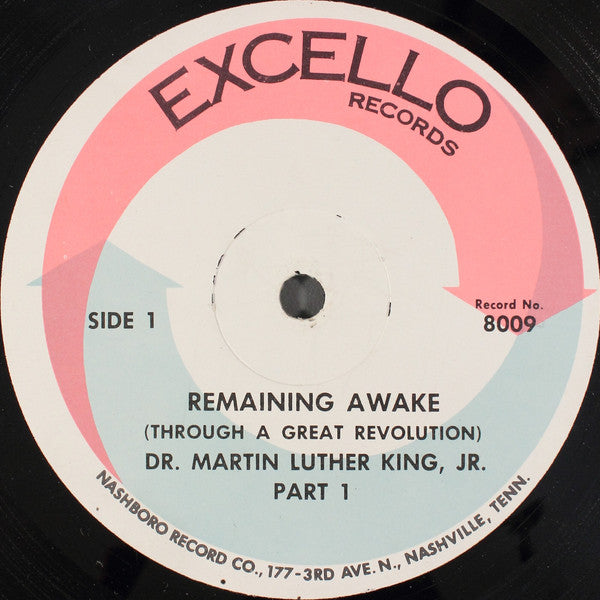 EXCELLO
RECORDS
SIDE 1
Record No.
8009
REMAINING AWAKE
(THROUGH A GREAT REVOLUTION)
DR. MARTIN LUTHER KING, JR.
PART 1
NASHBORO RECORD CO., 177-3RD AVE. N., NASHVILLE, TENN.